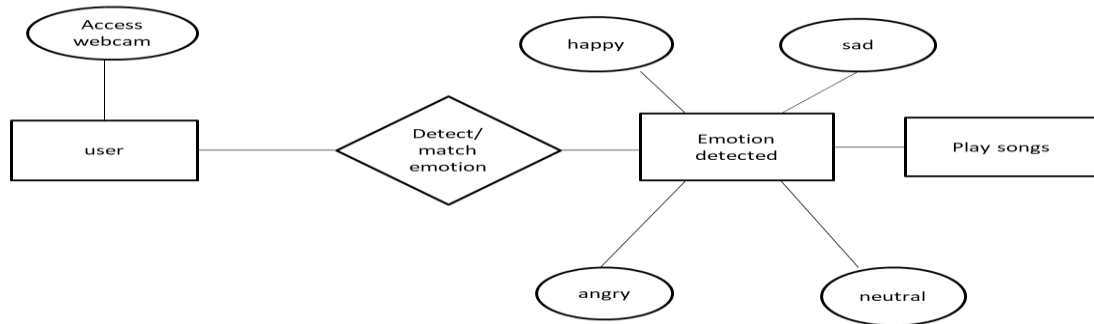 Access
webcam
happy
sad
user
Detect/
match
emotion
Emotion
detected
Play songs
angry
neutral